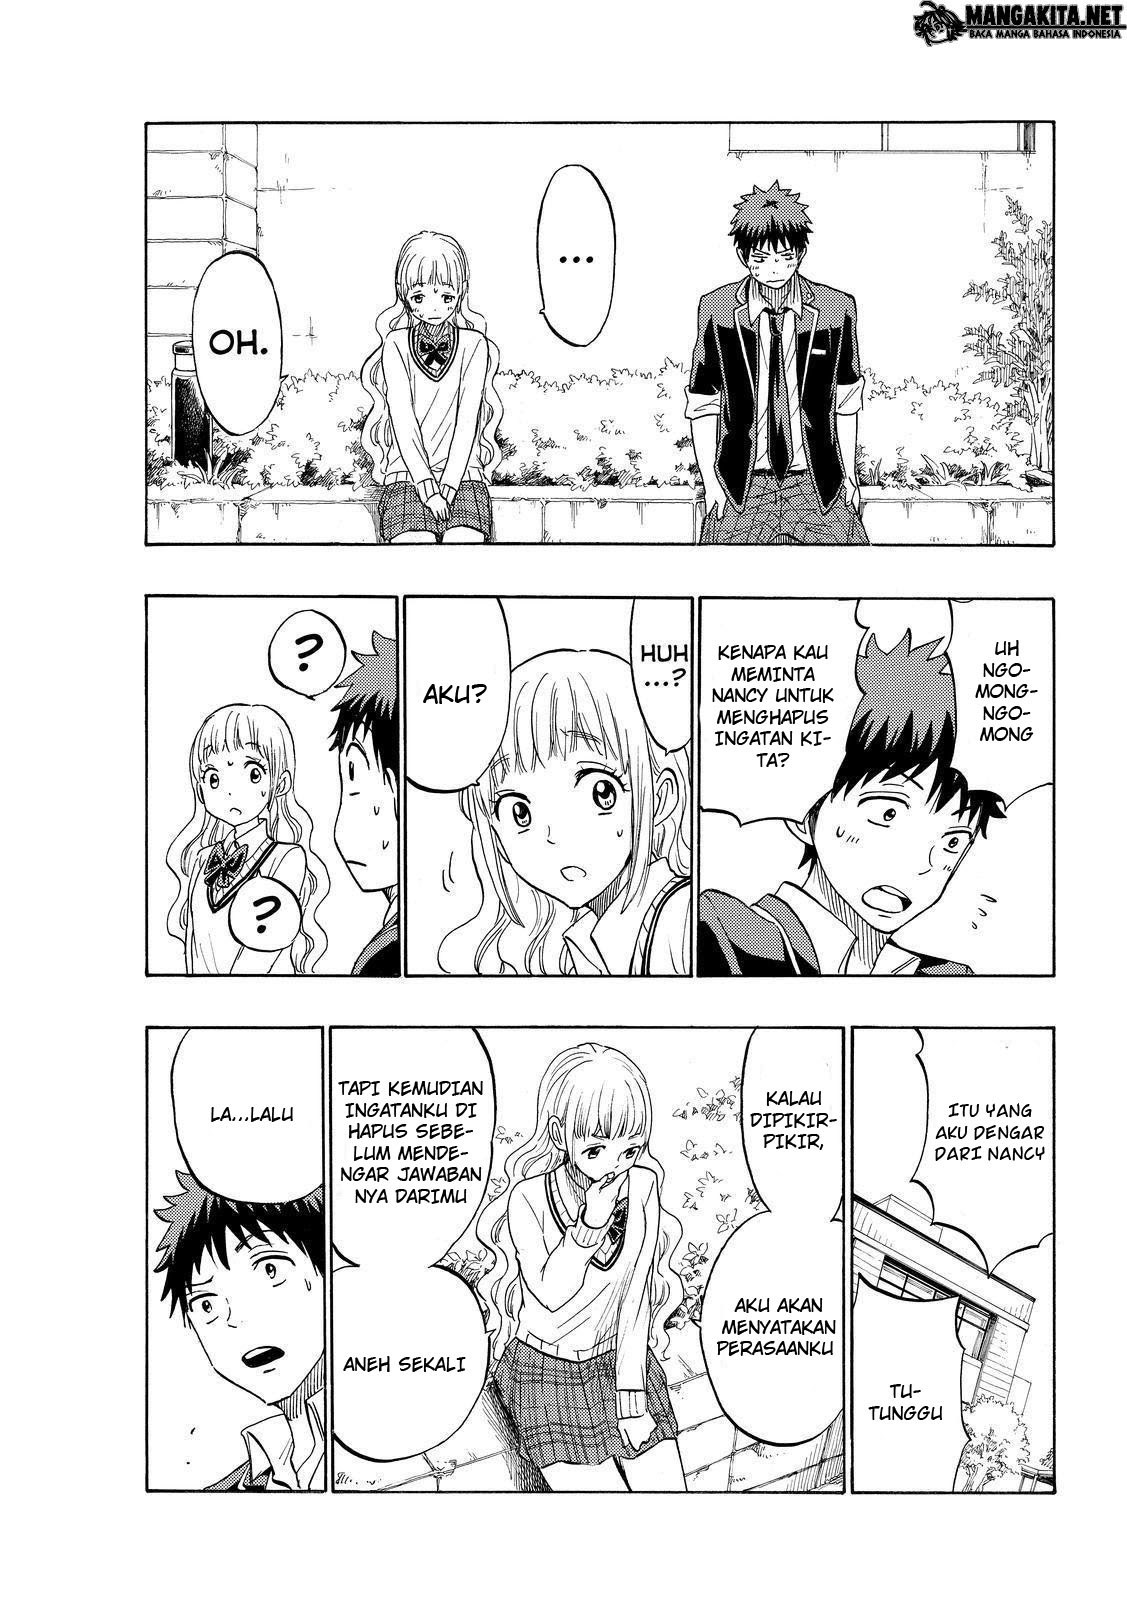 MANGAKITA.NET
BACA MANGA BAHASA INDONESIA
...
OH.
UH
NGO-
MONG-
NGO-
MONG
KENAPA KAU
MEMINTA
NANCY UNTUK
MENGHAPUS
INGATAN KI-
TA?
HUH
...?
AKU?
?
?
ITU YANG
AKU DENGAR
DARI NANCY
TU-
TUNGGU
KALAU
DIPIKIR-
PIKIR,
AKU AKAN
MENYATAKAN
PERASAANKU
TAPI KEMUDIAN
INGATANKU DI
HAPUS SEBE-
LUM MENDE-
NGAR JAWABAN
NYA DARIMU
ANEH SEKALI
LA...LALU